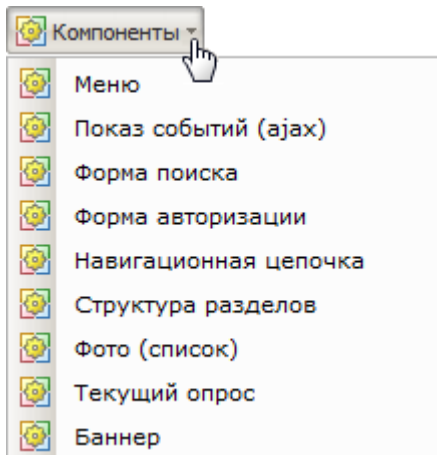 Компоненты
Меню
Показ событий (ajax)
Форма поиска
Форма авторизации
Навигационная цепочка
Структура разделов
Фото (список)
Текущий опрос
Баннер